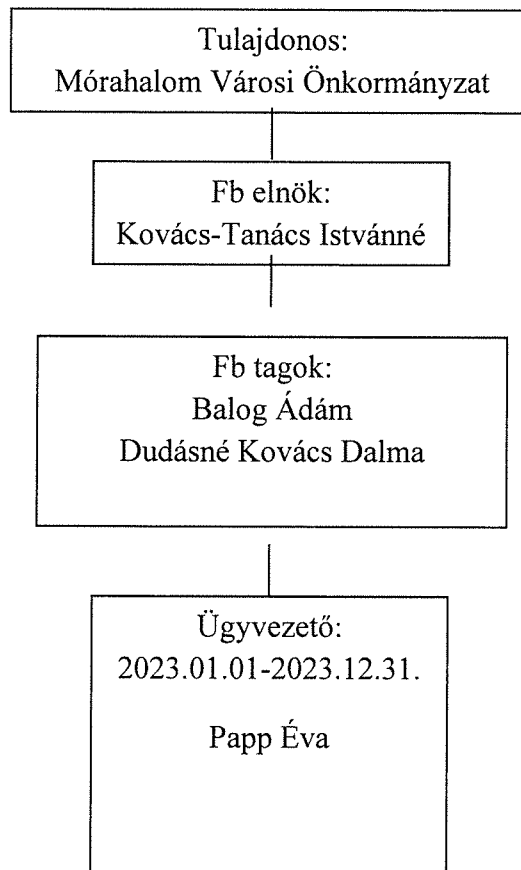 Tulajdonos:
Mórahalom Városi Önkormányzat
Fb elnök:
Kovács-Tanács Istvánné
Fb tagok:
Balog Ádám
Dudásné Kovács Dalma
Ügyvezető:
2023.01.01-2023.12.31.
Papp Éva